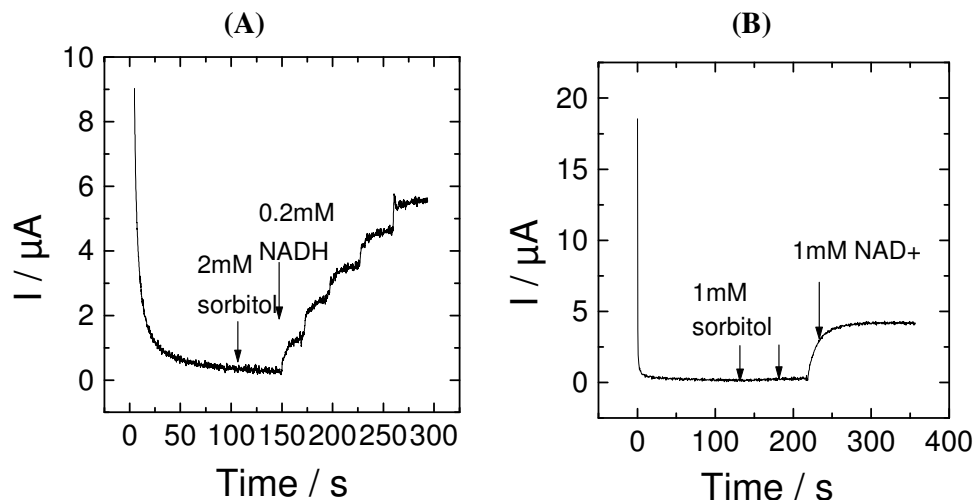 (A)
(B)
10
8
6
4
2
0
I / µA
0.2mM
NADH
2mM
sorbitol
0 50 100 150 200 250 300
Time / s
20
15
10
5
0
I / µA
1mM NAD+
1mM
sorbitol
0 100 200 300 400
Time / s